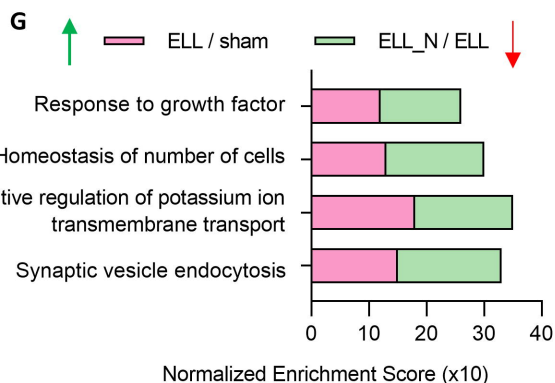 G
ELL / sham
ELL_N / ELL
Response to growth factor
Homeostasis of number of cells
tive regulation of potassium ion
transmembrane transport
Synaptic vesicle endocytosis
0 10 20 30 40
Normalized Enrichment Score (x10)